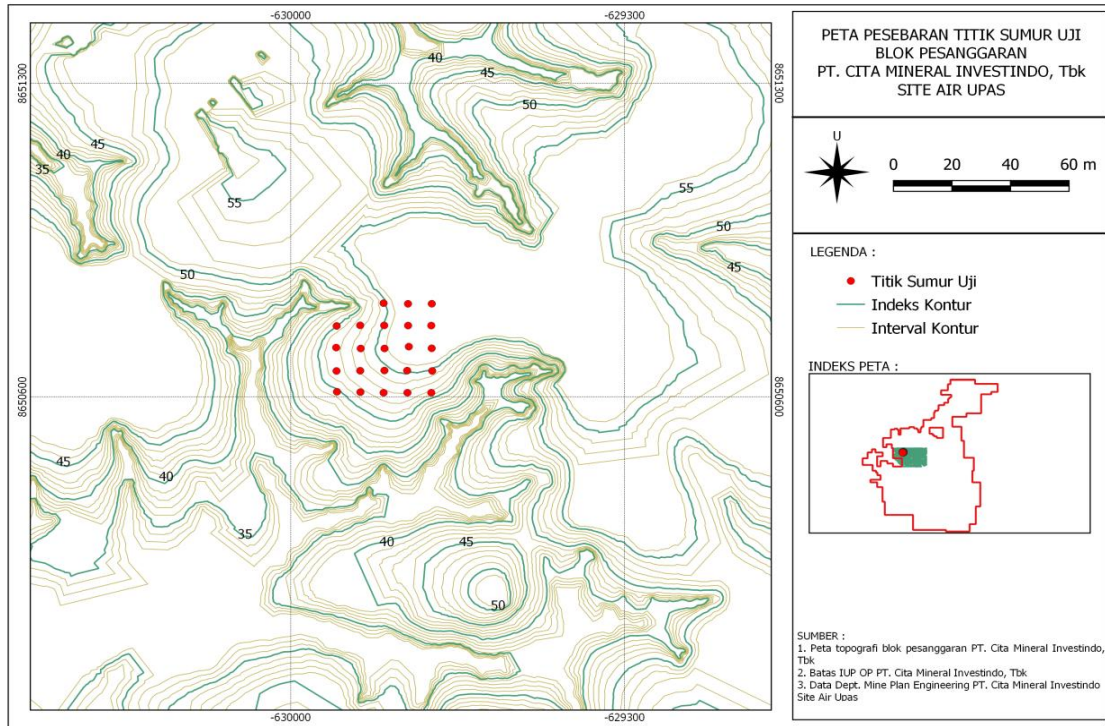 -630000
-629300
8651300
8651300
40
45
50
45
40
35
55
55
50
45
50
8650600
8650600
45
40
35
40
45
50
-630000
-629300
PETA PESEBARAN TITIK SUMUR UJI
BLOK PESANGGARAN
PT. CITA MINERAL INVESTINDO, Tbk
SITE AIR UPAS
U
0 20 40 60 m
LEGENDA :
Titik Sumur Uji
Indeks Kontur
Interval Kontur
INDEKS PETA :
SUMBER :
1. Peta topografi blok pesanggaran PT. Cita Mineral Investindo,
Tbk
2. Batas IUP OP PT. Cita Mineral Investindo, Tbk
3. Data Dept. Mine Plan Engineering PT. Cita Mineral Investindo
Site Air Upas